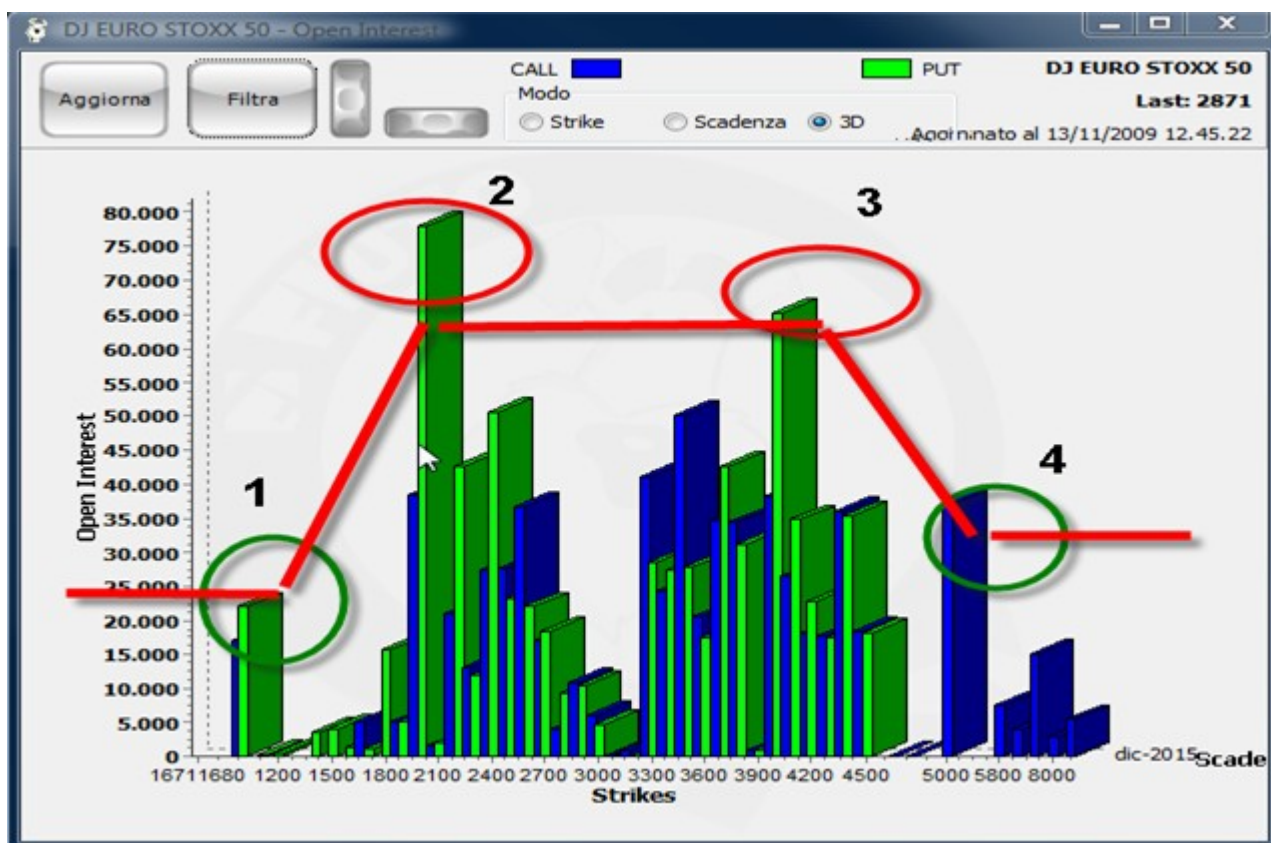 DJ EURO STOXX 50 - Open Interest
Aggiorna
Filtra
CALL
PUT
DJ EURO STOXX 50
Modo
Last: 2871
Strike
Scadenza
3D
Aggiornato al 13/11/2009 12.45.22
1
2
3
4
80.000
75.000
70.000
65.000
60.000
55.000
50.000
45.000
40.000
35.000
30.000
25.000
20.000
15.000
10.000
5.000
0
Open Interest
1200 1500 1800 2100 2400 2700 3000 3300 3600 3900 4200 4500 5000 5800 8000
dic-2015
Scade
Strikes